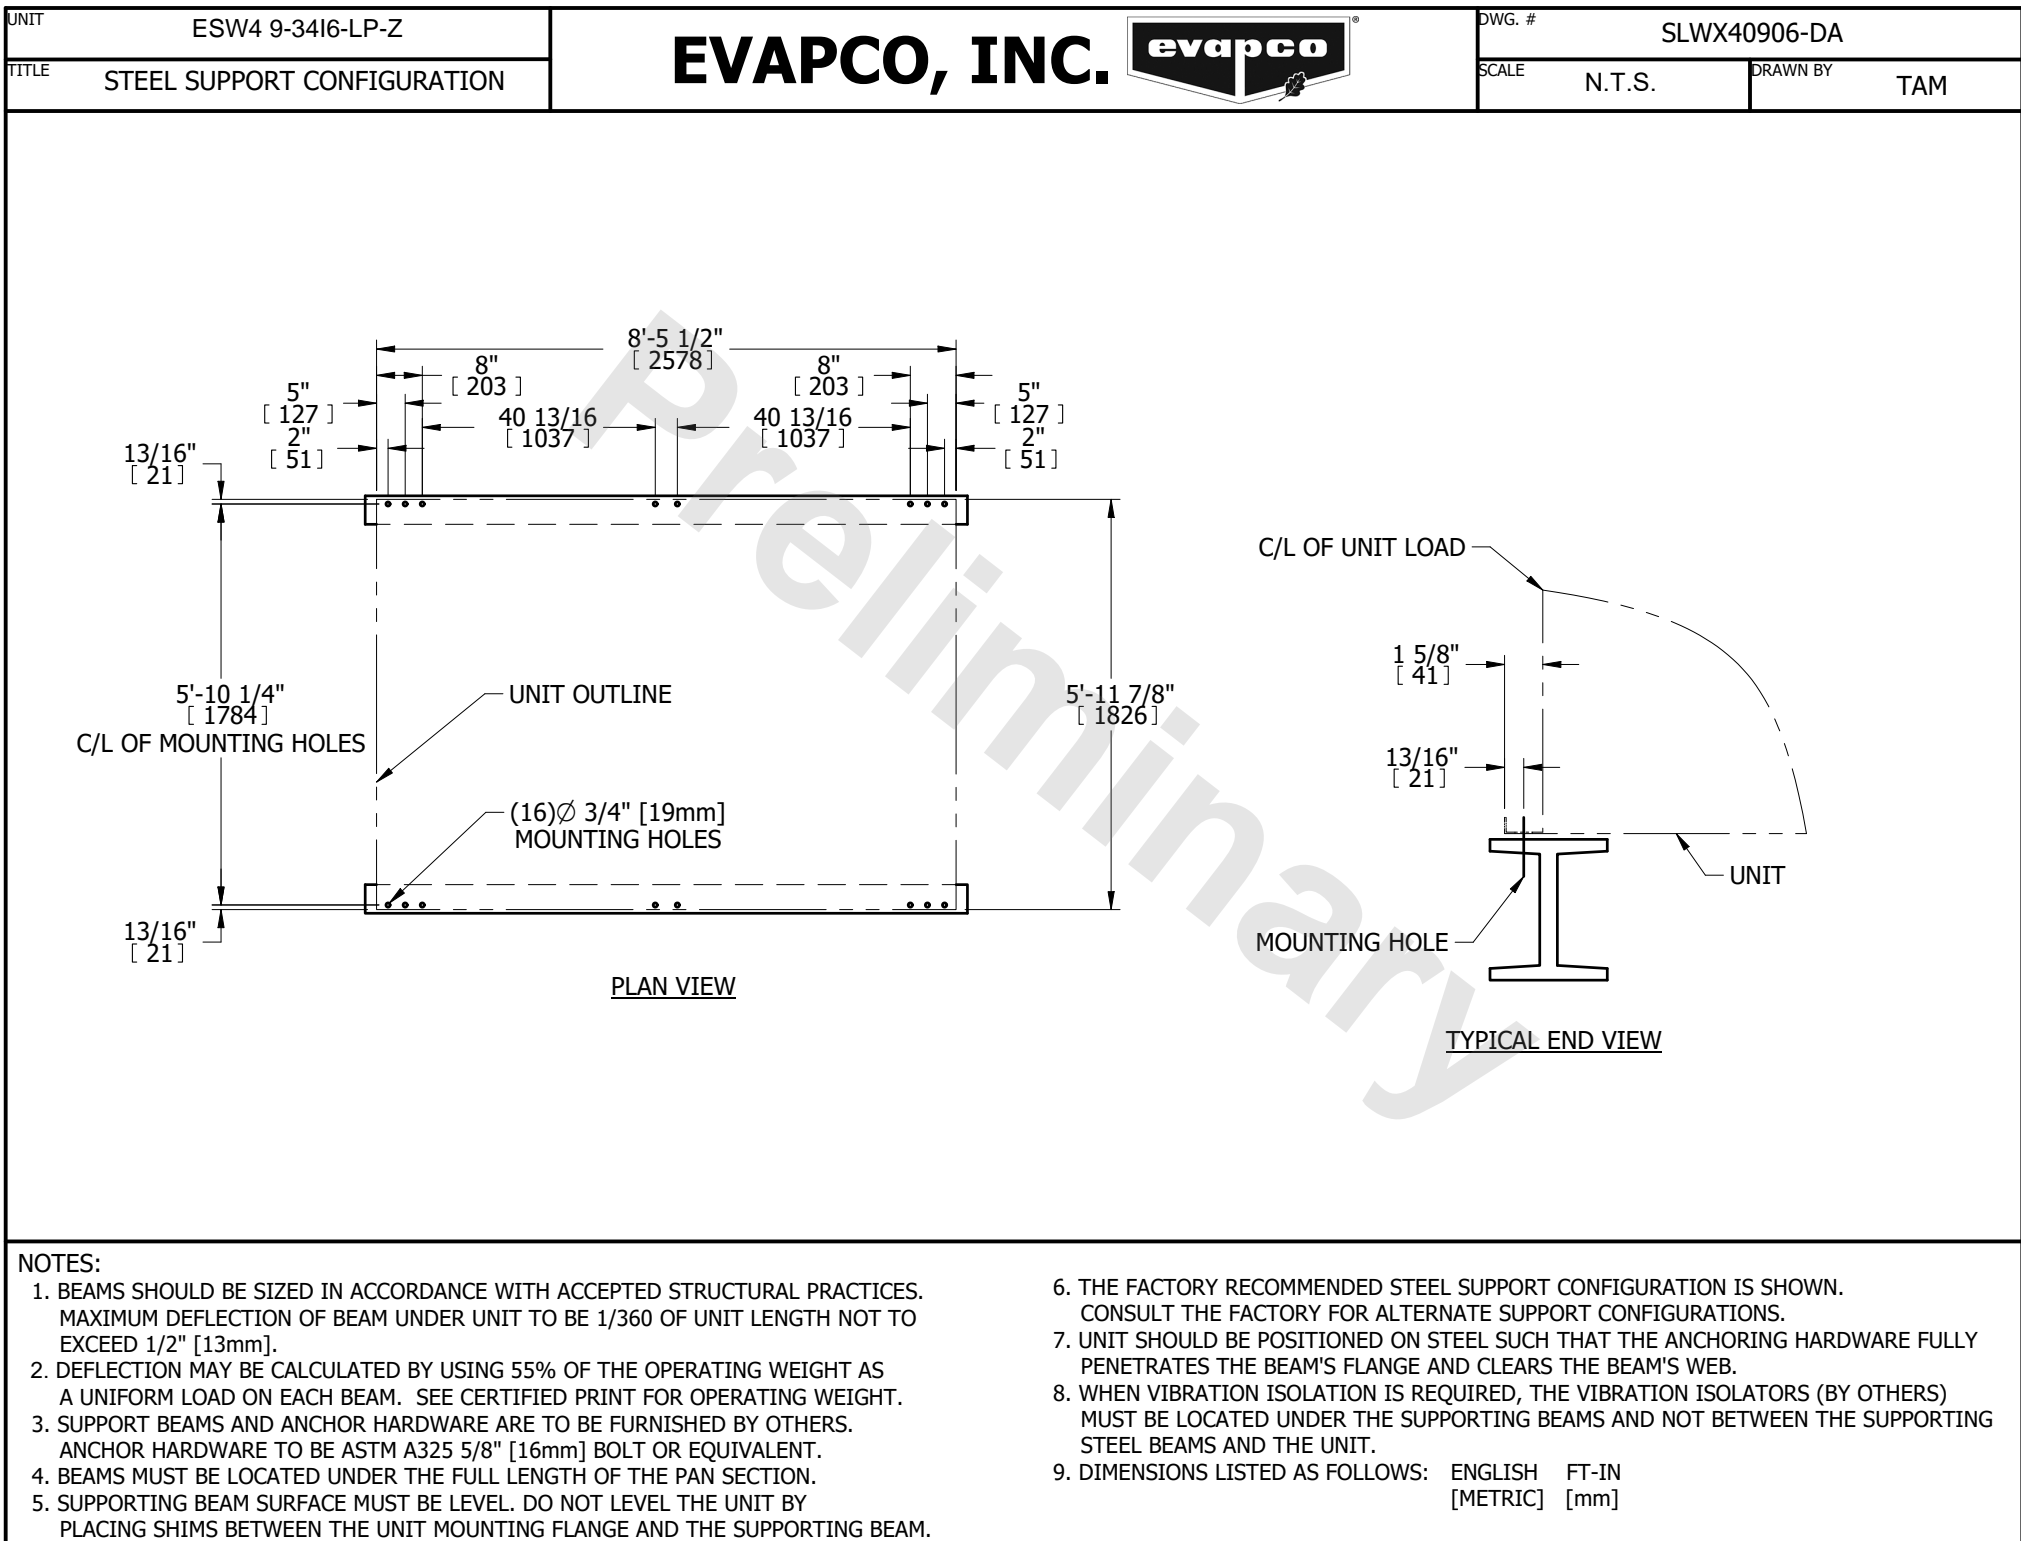 UNIT
ESW4 9-34I6-LP-Z
TITLE
STEEL SUPPORT CONFIGURATION
EVAPCO, INC.
evapco
®
DWG. #
SLWX40906-DA
SCALE
N.T.S.
DRAWN BY
TAM
8'-5 1/2"
[ 2578 ]
8"
[ 203 ]
8"
[ 203 ]
5"
[ 127 ]
5"
[ 127 ]
40 13/16
[ 1037 ]
40 13/16
[ 1037 ]
2"
[ 51 ]
2"
[ 51 ]
13/16"
[ 21 ]
5'-10 1/4"
[ 1784 ]
C/L OF MOUNTING HOLES
UNIT OUTLINE
5'-11 7/8"
[ 1826 ]
(16)Ø 3/4" [19mm]
MOUNTING HOLES
13/16"
[ 21 ]
PLAN VIEW
C/L OF UNIT LOAD
1 5/8"
[ 41 ]
13/16"
[ 21 ]
UNIT
MOUNTING HOLE
TYPICAL END VIEW
Preliminary
NOTES:
1. BEAMS SHOULD BE SIZED IN ACCORDANCE WITH ACCEPTED STRUCTURAL PRACTICES.
MAXIMUM DEFLECTION OF BEAM UNDER UNIT TO BE 1/360 OF UNIT LENGTH NOT TO
EXCEED 1/2" [13mm].
2. DEFLECTION MAY BE CALCULATED BY USING 55% OF THE OPERATING WEIGHT AS
A UNIFORM LOAD ON EACH BEAM. SEE CERTIFIED PRINT FOR OPERATING WEIGHT.
3. SUPPORT BEAMS AND ANCHOR HARDWARE ARE TO BE FURNISHED BY OTHERS.
ANCHOR HARDWARE TO BE ASTM A325 5/8" [16mm] BOLT OR EQUIVALENT.
4. BEAMS MUST BE LOCATED UNDER THE FULL LENGTH OF THE PAN SECTION.
5. SUPPORTING BEAM SURFACE MUST BE LEVEL. DO NOT LEVEL THE UNIT BY
PLACING SHIMS BETWEEN THE UNIT MOUNTING FLANGE AND THE SUPPORTING BEAM.
6. THE FACTORY RECOMMENDED STEEL SUPPORT CONFIGURATION IS SHOWN.
CONSULT THE FACTORY FOR ALTERNATE SUPPORT CONFIGURATIONS.
7. UNIT SHOULD BE POSITIONED ON STEEL SUCH THAT THE ANCHORING HARDWARE FULLY
PENETRATES THE BEAM'S FLANGE AND CLEARS THE BEAM'S WEB.
8. WHEN VIBRATION ISOLATION IS REQUIRED, THE VIBRATION ISOLATORS (BY OTHERS)
MUST BE LOCATED UNDER THE SUPPORTING BEAMS AND NOT BETWEEN THE SUPPORTING
STEEL BEAMS AND THE UNIT.
9. DIMENSIONS LISTED AS FOLLOWS: ENGLISH FT-IN
[METRIC] [mm]